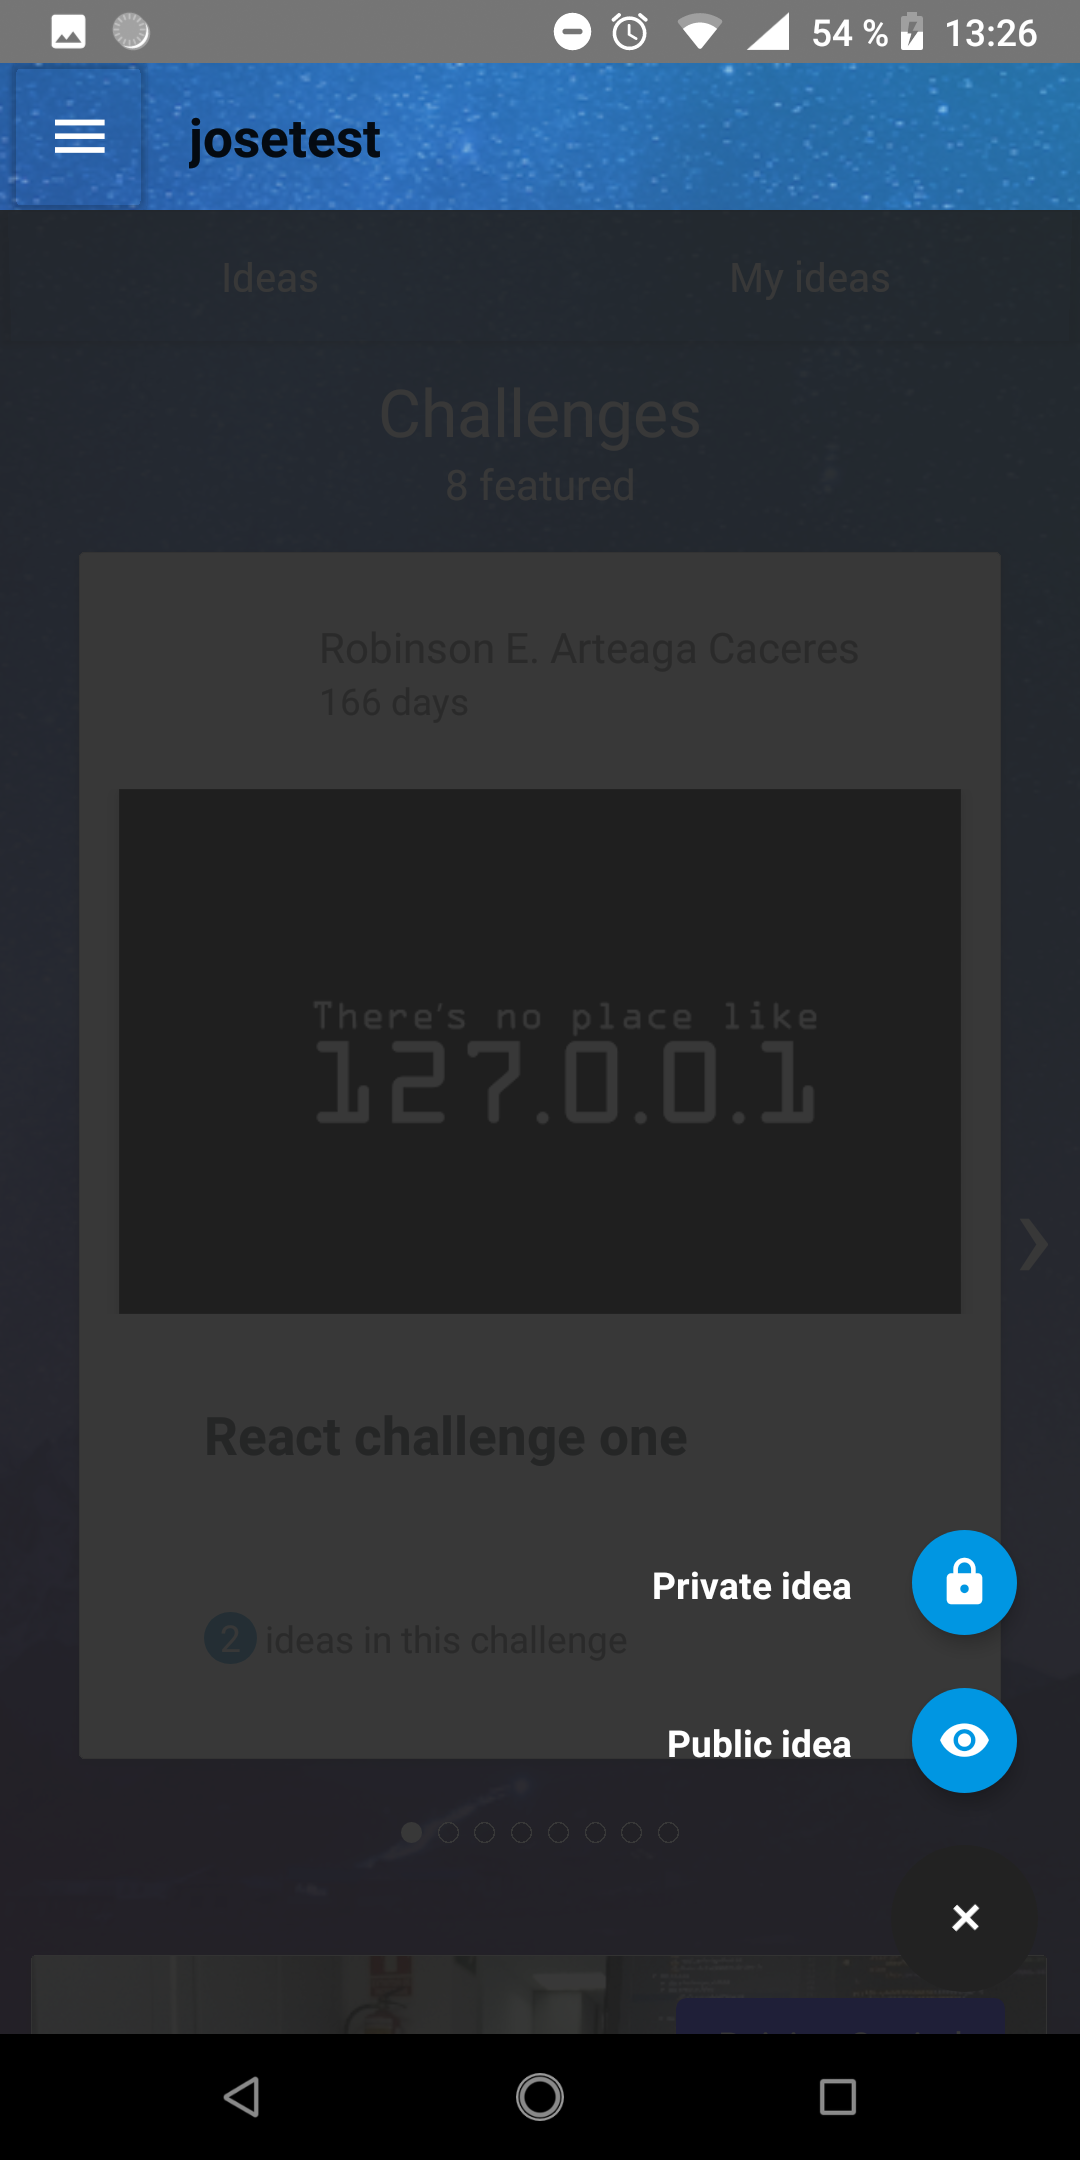 54 % 13:26
josetest
Ideas My ideas
Challenges
8 featured
Robinson E. Arteaga Caceres
166 days
There's no place like
127.0.0.1
React challenge one
Private idea
2 ideas in this challenge
Public idea